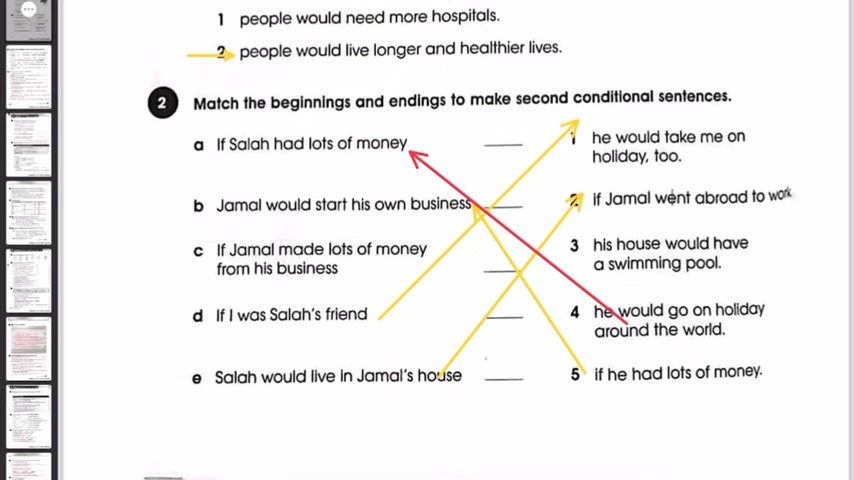 1 people would need more hospitals.
2 people would live longer and healthier lives.
2 Match the beginnings and endings to make second conditional sentences.
a If Salah had lots of money
1 he would take me on
holiday, too.
b Jamal would start his own business
2 if Jamal went abroad to work
c If Jamal made lots of money
from his business
3 his house would have
a swimming pool.
d If I was Salah's friend
4 he would go on holiday
around the world.
e Salah would live in Jamal's house
5 if he had lots of money.